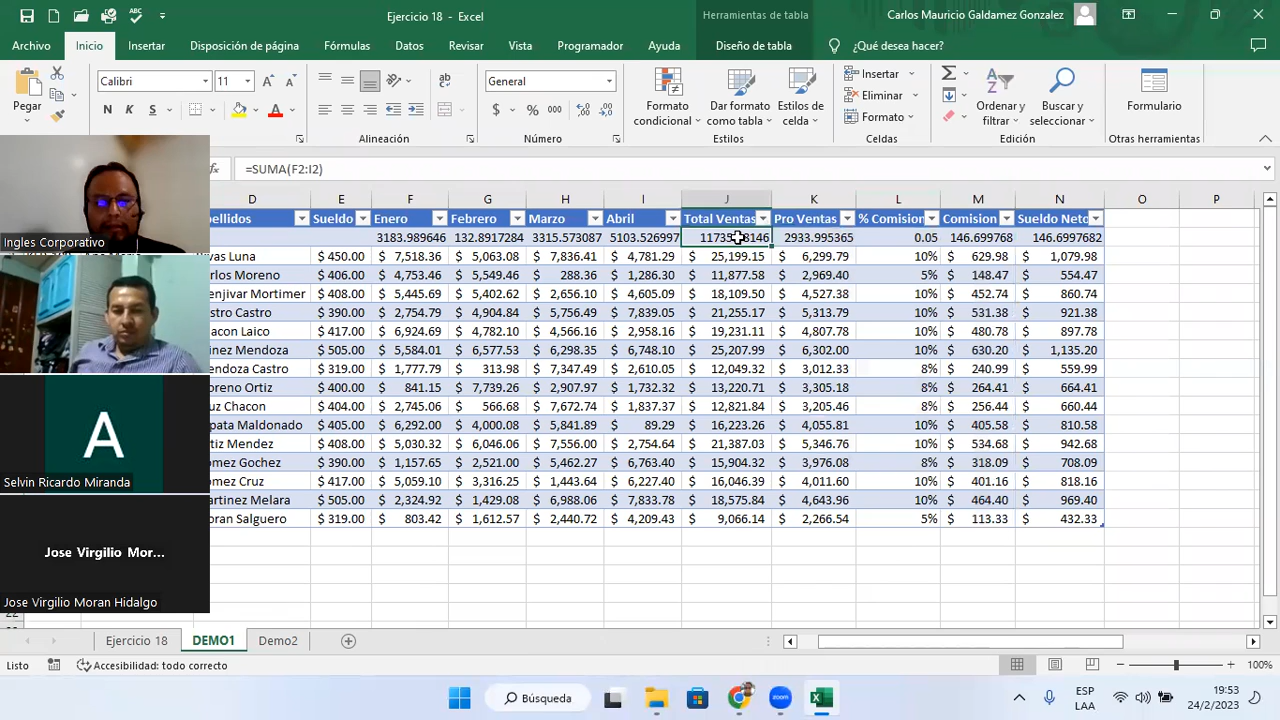 Ejercicio 18 - Excel
Herramientas de tabla
Carlos Mauricio Galdamez Gonzalez
Archivo Inicio Insertar Disposición de página Fórmulas Datos Revisar Vista Programador Ayuda Diseño de tabla ¿Qué desea hacer?
Pegar
Calibri 11
N K S
General
$ % 000
Formato condicional
Dar formato como tabla
Estilos de celda
Insertar
Eliminar
Formato
Ordenar y filtrar
Buscar y seleccionar
Formulario
Alineación Número Estilos Celdas Edición Otras herramientas
fx =SUMA(F2:I2)
D E F G H I J K L M N O P
pellidos Sueldo Enero Febrero Marzo Abril Total Ventas Pro Ventas % Comision Comision Sueldo Neto
3183.989646 132.8917284 3315.573087 5103.526997 2933.995365 0.05 146.699768 146.6997682
Luna $ 450.00 $ 7,518.36 $ 5,063.08 $ 7,836.41 $ 4,781.29 $ 25,199.15 $ 6,299.79 10% $ 629.98 $ 1,079.98
arlos Moreno $ 406.00 $ 4,753.46 $ 5,549.46 $ 288.36 $ 1,286.30 $ 11,877.58 $ 2,969.40 5% $ 148.47 $ 554.47
enjivar Mortimer $ 408.00 $ 5,445.69 $ 5,402.62 $ 2,656.10 $ 4,605.09 $ 18,109.50 $ 4,527.38 10% $ 452.74 $ 860.74
stro Castro $ 390.00 $ 2,754.79 $ 4,904.84 $ 5,756.49 $ 7,839.05 $ 21,255.17 $ 5,313.79 10% $ 531.38 $ 921.38
acon Laico $ 417.00 $ 6,924.69 $ 4,782.10 $ 4,566.16 $ 2,958.16 $ 19,231.11 $ 4,807.78 10% $ 480.78 $ 897.78
inez Mendoza $ 505.00 $ 5,584.01 $ 6,577.53 $ 6,298.35 $ 6,748.10 $ 25,207.99 $ 6,302.00 10% $ 630.20 $ 1,135.20
endoza Castro $ 319.00 $ 1,777.79 $ 313.98 $ 7,347.49 $ 2,610.05 $ 12,049.32 $ 3,012.33 8% $ 240.99 $ 559.99
oreno Ortiz $ 400.00 $ 841.15 $ 7,739.26 $ 2,907.97 $ 1,732.32 $ 13,220.71 $ 3,305.18 8% $ 264.41 $ 664.41
uz Chacon $ 404.00 $ 2,745.06 $ 566.68 $ 7,672.74 $ 1,837.37 $ 12,821.84 $ 3,205.46 8% $ 256.44 $ 660.44
apata Maldonado $ 405.00 $ 6,292.00 $ 4,000.08 $ 5,841.89 $ 89.29 $ 16,223.26 $ 4,055.81 10% $ 405.58 $ 810.58
rtiz Mendez $ 408.00 $ 5,030.32 $ 6,046.06 $ 7,556.00 $ 2,754.64 $ 21,387.03 $ 5,346.76 10% $ 534.68 $ 942.68
omez Gochez $ 390.00 $ 1,157.65 $ 2,521.00 $ 5,462.27 $ 6,763.40 $ 15,904.32 $ 3,976.08 8% $ 318.09 $ 708.09
omez Cruz $ 417.00 $ 5,059.10 $ 3,316.25 $ 1,443.64 $ 6,227.40 $ 16,046.39 $ 4,011.60 10% $ 401.16 $ 818.16
artinez Melara $ 505.00 $ 2,324.92 $ 1,429.08 $ 6,988.06 $ 7,833.78 $ 18,575.84 $ 4,643.96 10% $ 464.40 $ 969.40
oran Salguero $ 319.00 $ 803.42 $ 1,612.57 $ 2,440.72 $ 4,209.43 $ 9,066.14 $ 2,266.54 5% $ 113.33 $ 432.33
Ingles Corporativo
A
Selvin Ricardo Miranda
Jose Virgilio Mor...
Jose Virgilio Moran Hidalgo
Ejercicio 18 DEMO1 Demo2
Listo Accesibilidad: todo correcto 100%
Búsqueda
ESP
LAA
19:53
24/2/2023